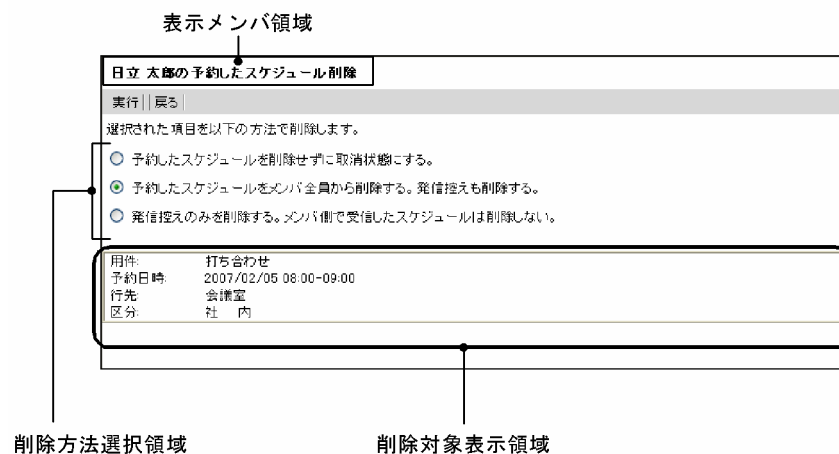 表示メンバ領域
日立 太郎の予約したスケジュール削除
実行||戻る|
選択された項目を以下の方法で削除します。
予約したスケジュールを削除せずに取消状態にする。
予約したスケジュールをメンバ全員から削除する。発信控えも削除する。
発信控えのみを削除する。メンバ側で受信したスケジュールは削除しない。
用件: 打ち合わせ
予約日時: 2007/02/05 08:00-09:00
行先: 会議室
区分: 社 内
削除方法選択領域 削除対象表示領域